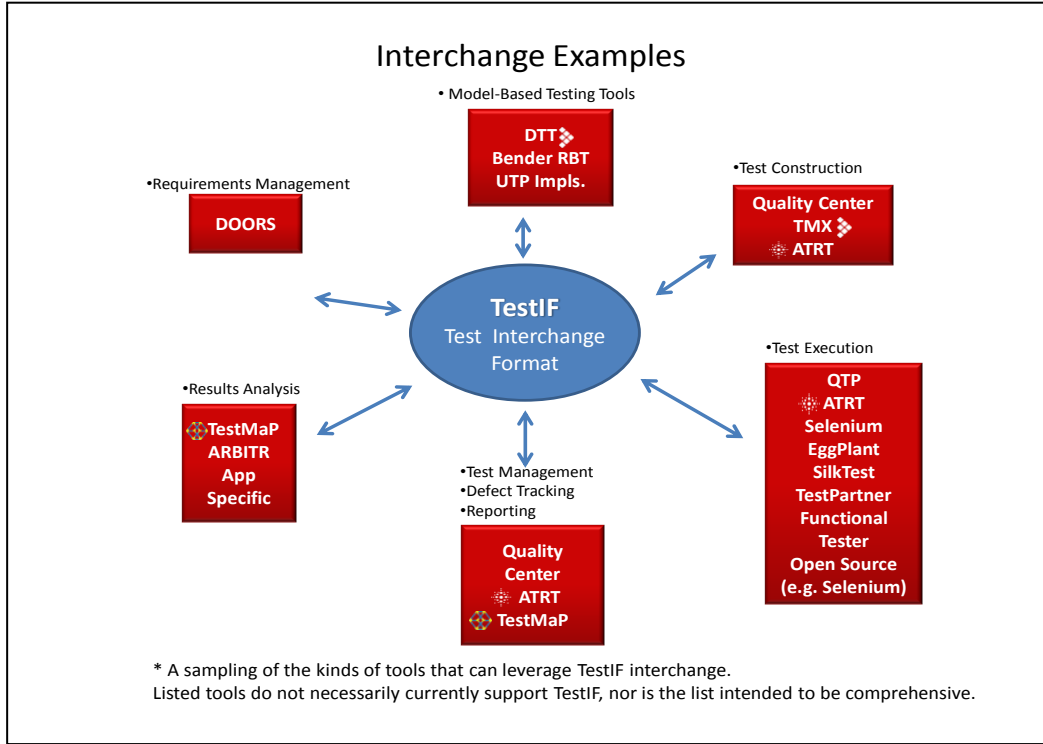 Interchange Examples
• Model-Based Testing Tools
DTT
Bender RBT
UTP Impls.
•Requirements Management
DOORS
•Test Construction
Quality Center
TMX
ATRT
TestIF
Test Interchange
Format
•Test Execution
QTP
ATRT
Selenium
EggPlant
SilkTest
TestPartner
Functional
Tester
Open Source
(e.g. Selenium)
•Results Analysis
TestMaP
ARBITR
App
Specific
•Test Management
•Defect Tracking
•Reporting
Quality
Center
ATRT
TestMaP
* A sampling of the kinds of tools that can leverage TestIF interchange.
Listed tools do not necessarily currently support TestIF, nor is the list intended to be comprehensive.